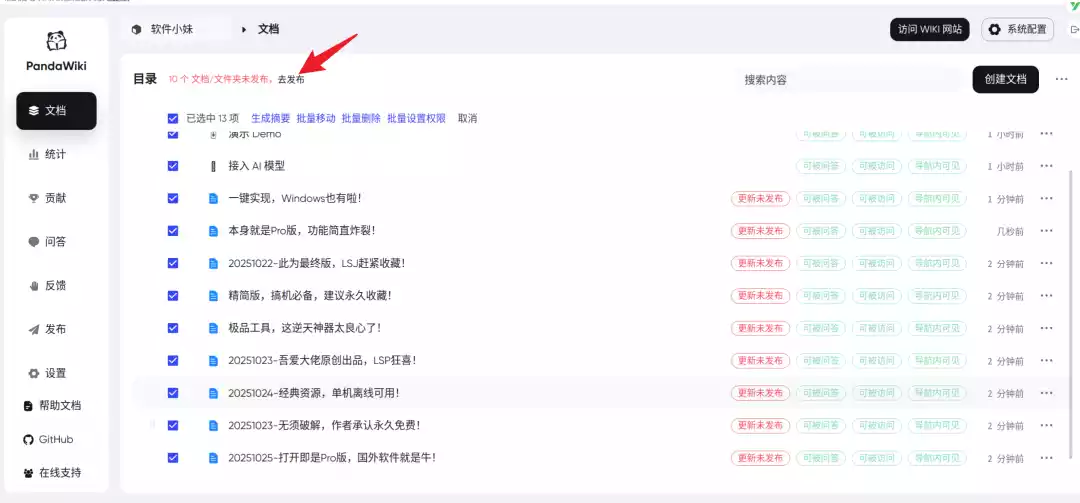 软件小妹 ▸ 文档 访问 WIKI 网站 系统配置
PandaWiki
目录 10 个 文档/文件夹未发布，去发布 搜索内容 创建文档 ···
文档
统计
贡献
问答
反馈
发布
设置
帮助文档
GitHub
在线支持
已选中 13 项 生成摘要 批量移动 批量删除 批量设置权限 取消
演示 Demo 可被问答 可被访问 导航内可见 1 小时前 ···
接入 AI 模型 可被问答 可被访问 导航内可见 1 小时前 ···
一键实现，Windows也有啦！ 更新未发布 可被问答 可被访问 导航内可见 1 分钟前 ···
本身就是Pro版，功能简直炸裂！ 更新未发布 可被问答 可被访问 导航内可见 几秒前 ···
20251022-此为最终版，LSJ赶紧收藏！ 更新未发布 可被问答 可被访问 导航内可见 2 分钟前 ···
精简版，搞机必备，建议永久收藏！ 更新未发布 可被问答 可被访问 导航内可见 2 分钟前 ···
极品工具，这逆天神器太良心了！ 更新未发布 可被问答 可被访问 导航内可见 2 分钟前 ···
20251023-吾爱大佬原创出品，LSP狂喜！ 更新未发布 可被问答 可被访问 导航内可见 2 分钟前 ···
20251024-经典资源，单机离线可用！ 更新未发布 可被问答 可被访问 导航内可见 2 分钟前 ···
20251023-无须破解，作者承认永久免费！ 更新未发布 可被问答 可被访问 导航内可见 2 分钟前 ···
20251025-打开即是Pro版，国外软件就是牛！ 更新未发布 可被问答 可被访问 导航内可见 2 分钟前 ···